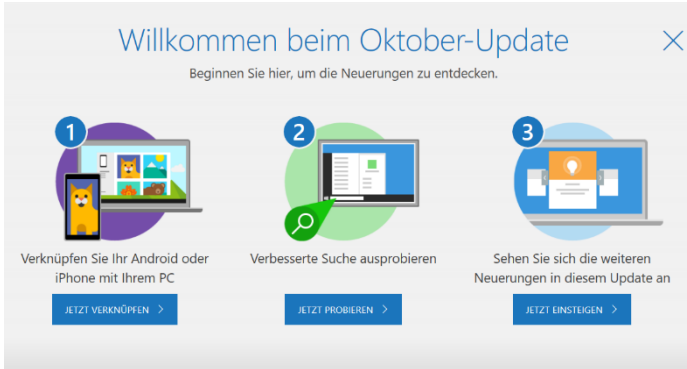 Willkommen beim Oktober-Update
Beginnen Sie hier, um die Neuerungen zu entdecken.
1
2
3
Verknüpfen Sie Ihr Android oder
iPhone mit Ihrem PC
Verbesserte Suche ausprobieren
Sehen Sie sich die weiteren
Neuerungen in diesem Update an
JETZT VERKNÜPFEN >
JETZT PROBIEREN >
JETZT EINSTEIGEN >